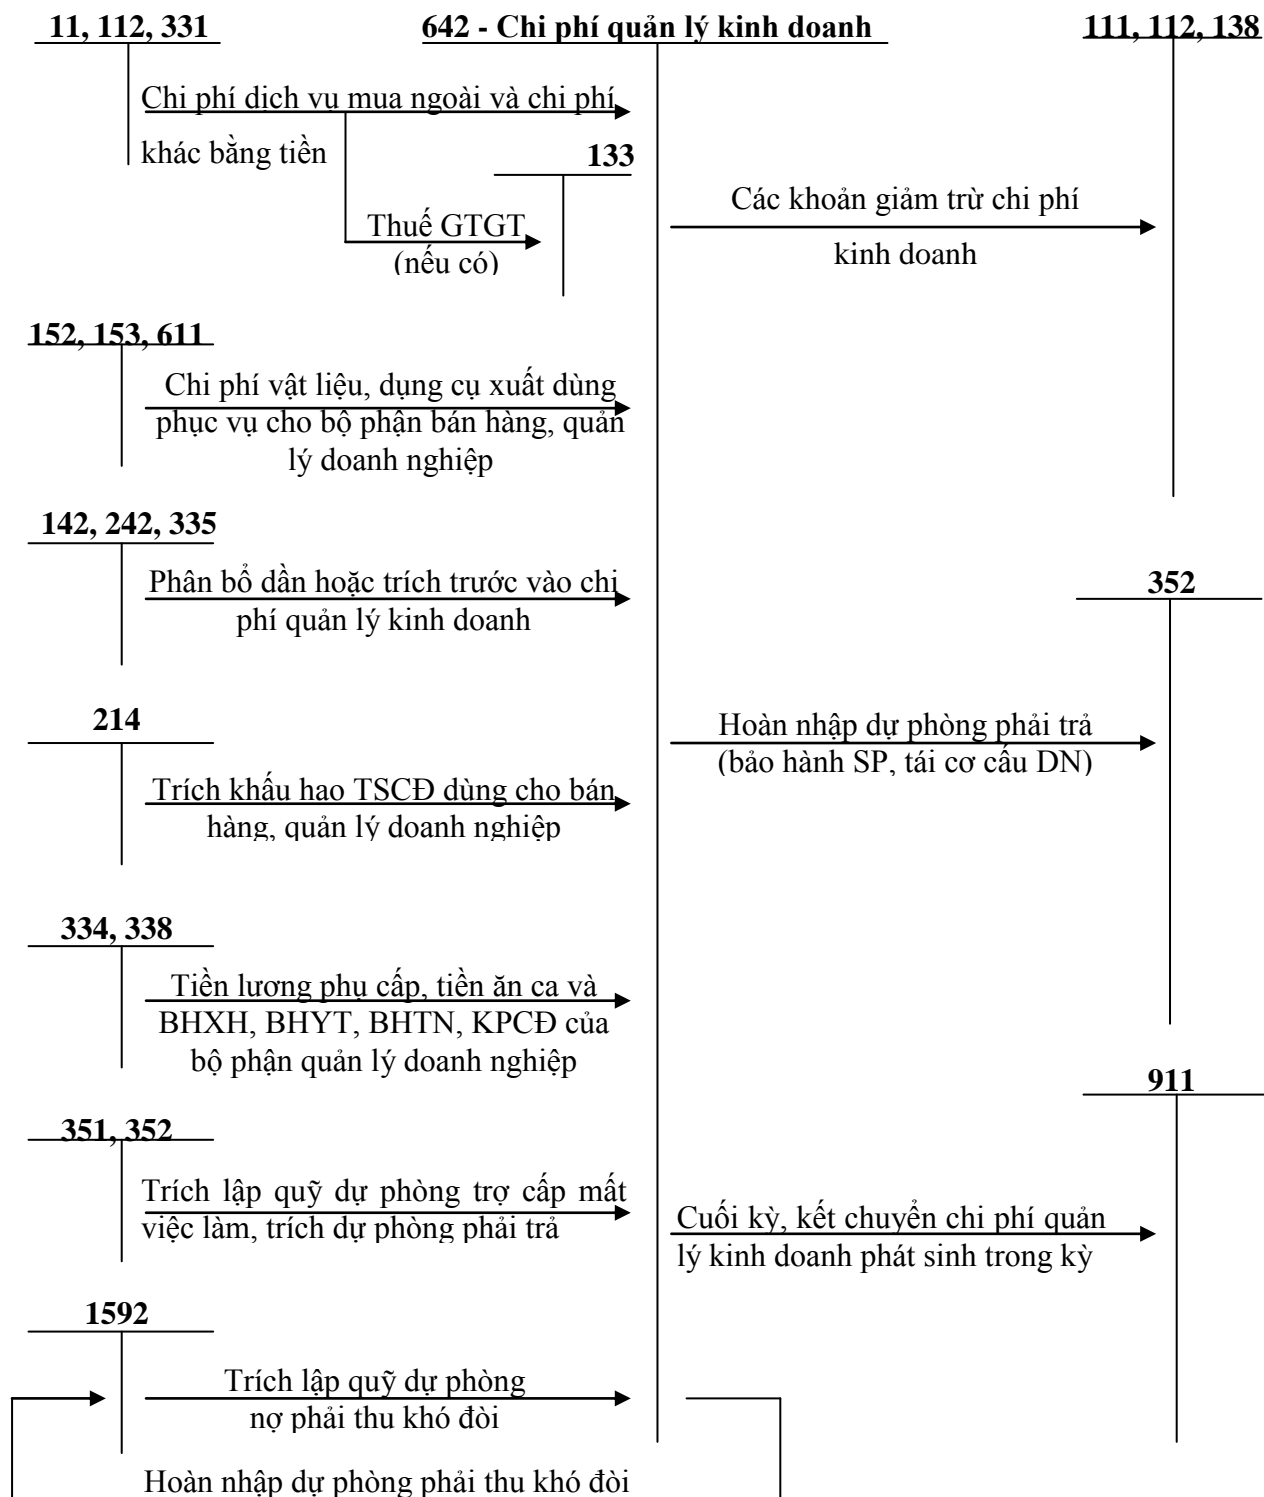 11, 112, 331
642 - Chi phí quản lý kinh doanh
111, 112, 138
Chi phí dịch vụ mua ngoài và chi phí
khác bằng tiền
133
Thuế GTGT
(nếu có)
Các khoản giảm trừ chi phí
kinh doanh
152, 153, 611
Chi phí vật liệu, dụng cụ xuất dùng
phục vụ cho bộ phận bán hàng, quản
lý doanh nghiệp
142, 242, 335
Phân bổ dần hoặc trích trước vào chi
phí quản lý kinh doanh
352
214
Trích khấu hao TSCĐ dùng cho bán
hàng, quản lý doanh nghiệp
Hoàn nhập dự phòng phải trả
(bảo hành SP, tái cơ cấu DN)
334, 338
Tiền lương phụ cấp, tiền ăn ca và
BHXH, BHYT, BHTN, KPCĐ của
bộ phận quản lý doanh nghiệp
911
351, 352
Trích lập quỹ dự phòng trợ cấp mất
việc làm, trích dự phòng phải trả
Cuối kỳ, kết chuyển chi phí quản
lý kinh doanh phát sinh trong kỳ
1592
Trích lập quỹ dự phòng
nợ phải thu khó đòi
Hoàn nhập dự phòng phải thu khó đòi